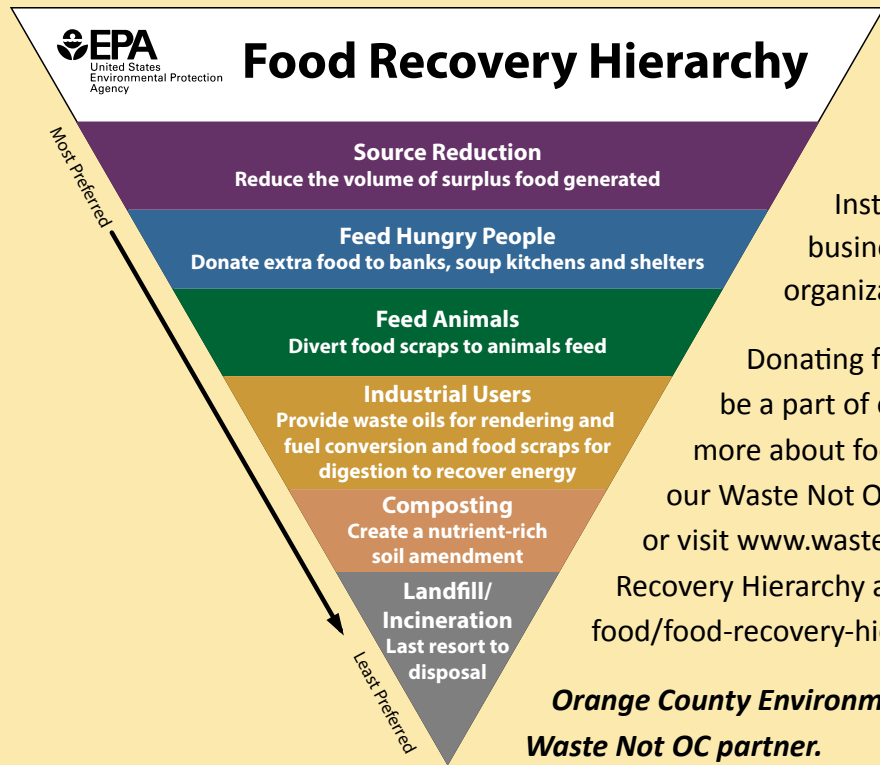 EPA
United States
Environmental Protection
Agency
Food Recovery Hierarchy
Most Preferred
Source Reduction
Reduce the volume of surplus food generated
Feed Hungry People
Donate extra food to banks, soup kitchens and shelters
Feed Animals
Divert food scraps to animals feed
Industrial Users
Provide waste oils for rendering and
fuel conversion and food scraps for
digestion to recover energy
Composting
Create a nutrient-rich
soil amendment
Landfill/
Incineration
Last resort to
disposal
Least Preferred
Inst
busine
organiza
Donating f
be a part of
more about fo
our Waste Not O
or visit www.waste
Recovery Hierarchy a
food/food-recovery-hi
Orange County Environm
Waste Not OC partner.